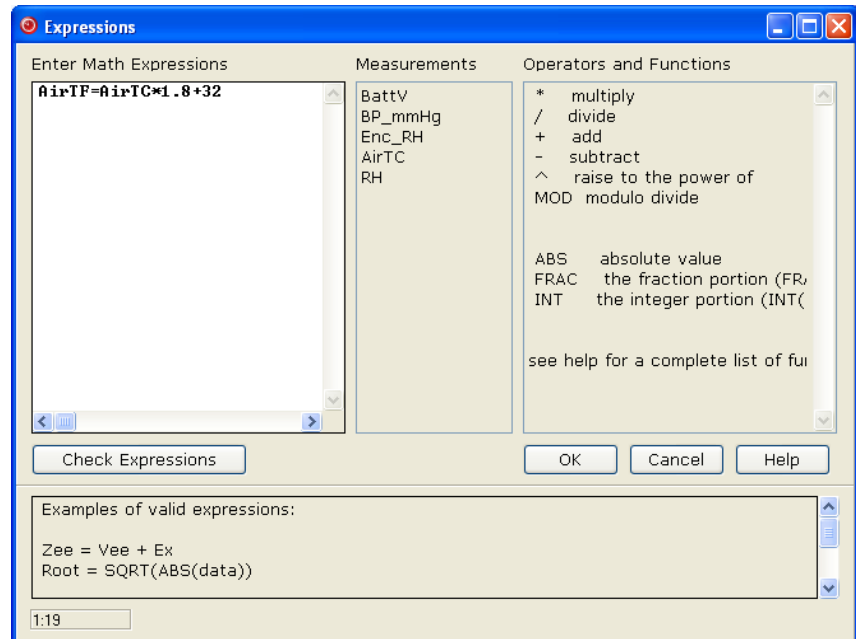 Expressions
Enter Math Expressions
AirTF=AirTC*1.8+32
Measurements
BattV
BP_mmHg
Enc_RH
AirTC
RH
Operators and Functions
* multiply
/ divide
+ add
- subtract
^ raise to the power of
MOD modulo divide
ABS absolute value
FRAC the fraction portion (FR
INT the integer portion (INT(
see help for a complete list of fu
Check Expressions
OK
Cancel
Help
Examples of valid expressions:
Zee = Vee + Ex
Root = SQRT(ABS(data))
1:19